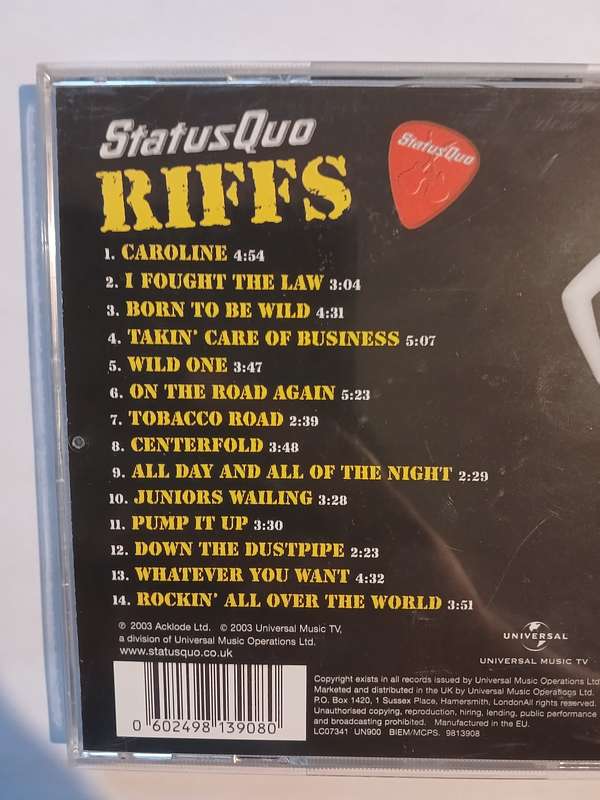 StatusQuo
RIFFS
StatusQuo
1. CAROLINE 4:54
2. I FOUGHT THE LAW 3:04
3. BORN TO BE WILD 4:31
4. TAKIN' CARE OF BUSINESS 5:07
5. WILD ONE 3:47
6. ON THE ROAD AGAIN 5:23
7. TOBACCO ROAD 2:39
8. CENTERFOLD 3:48
9. ALL DAY AND ALL OF THE NIGHT 2:29
10. JUNIORS WAILING 3:28
11. PUMP IT UP 3:30
12. DOWN THE DUSTPIPE 2:23
13. WHATEVER YOU WANT 4:32
14. ROCKIN' ALL OVER THE WORLD 3:51
℗ 2003 Acklode Ltd. © 2003 Universal Music TV,
a division of Universal Music Operations Ltd.
www.statusquo.co.uk
UNIVERSAL
UNIVERSAL MUSIC TV
0 602498 139080
Copyright exists in all records issued by Universal Music Operations Ltd
Marketed and distributed in the UK by Universal Music Operations Ltd.
P.O. Box 1420, 1 Sussex Place, Hamersmith, LondonAll rights reserved.
Unauthorised copying, reproduction, hiring, lending, public performance
and broadcasting prohibited. Manufactured in the EU.
LC07341 UN900 BIEM/MCPS. 9813908